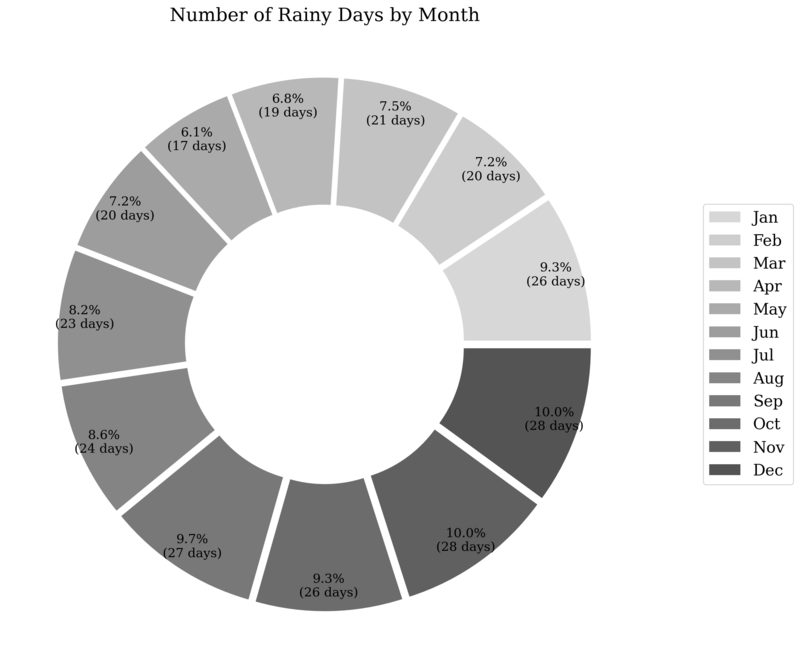 Number of Rainy Days by Month
6.8%
(19 days)
7.5%
(21 days)
6.1%
(17 days)
7.2%
(20 days)
7.2%
(20 days)
9.3%
(26 days)
8.2%
(23 days)
8.6%
(24 days)
10.0%
(28 days)
9.7%
(27 days)
10.0%
(28 days)
9.3%
(26 days)
Jan
Feb
Mar
Apr
May
Jun
Jul
Aug
Sep
Oct
Nov
Dec